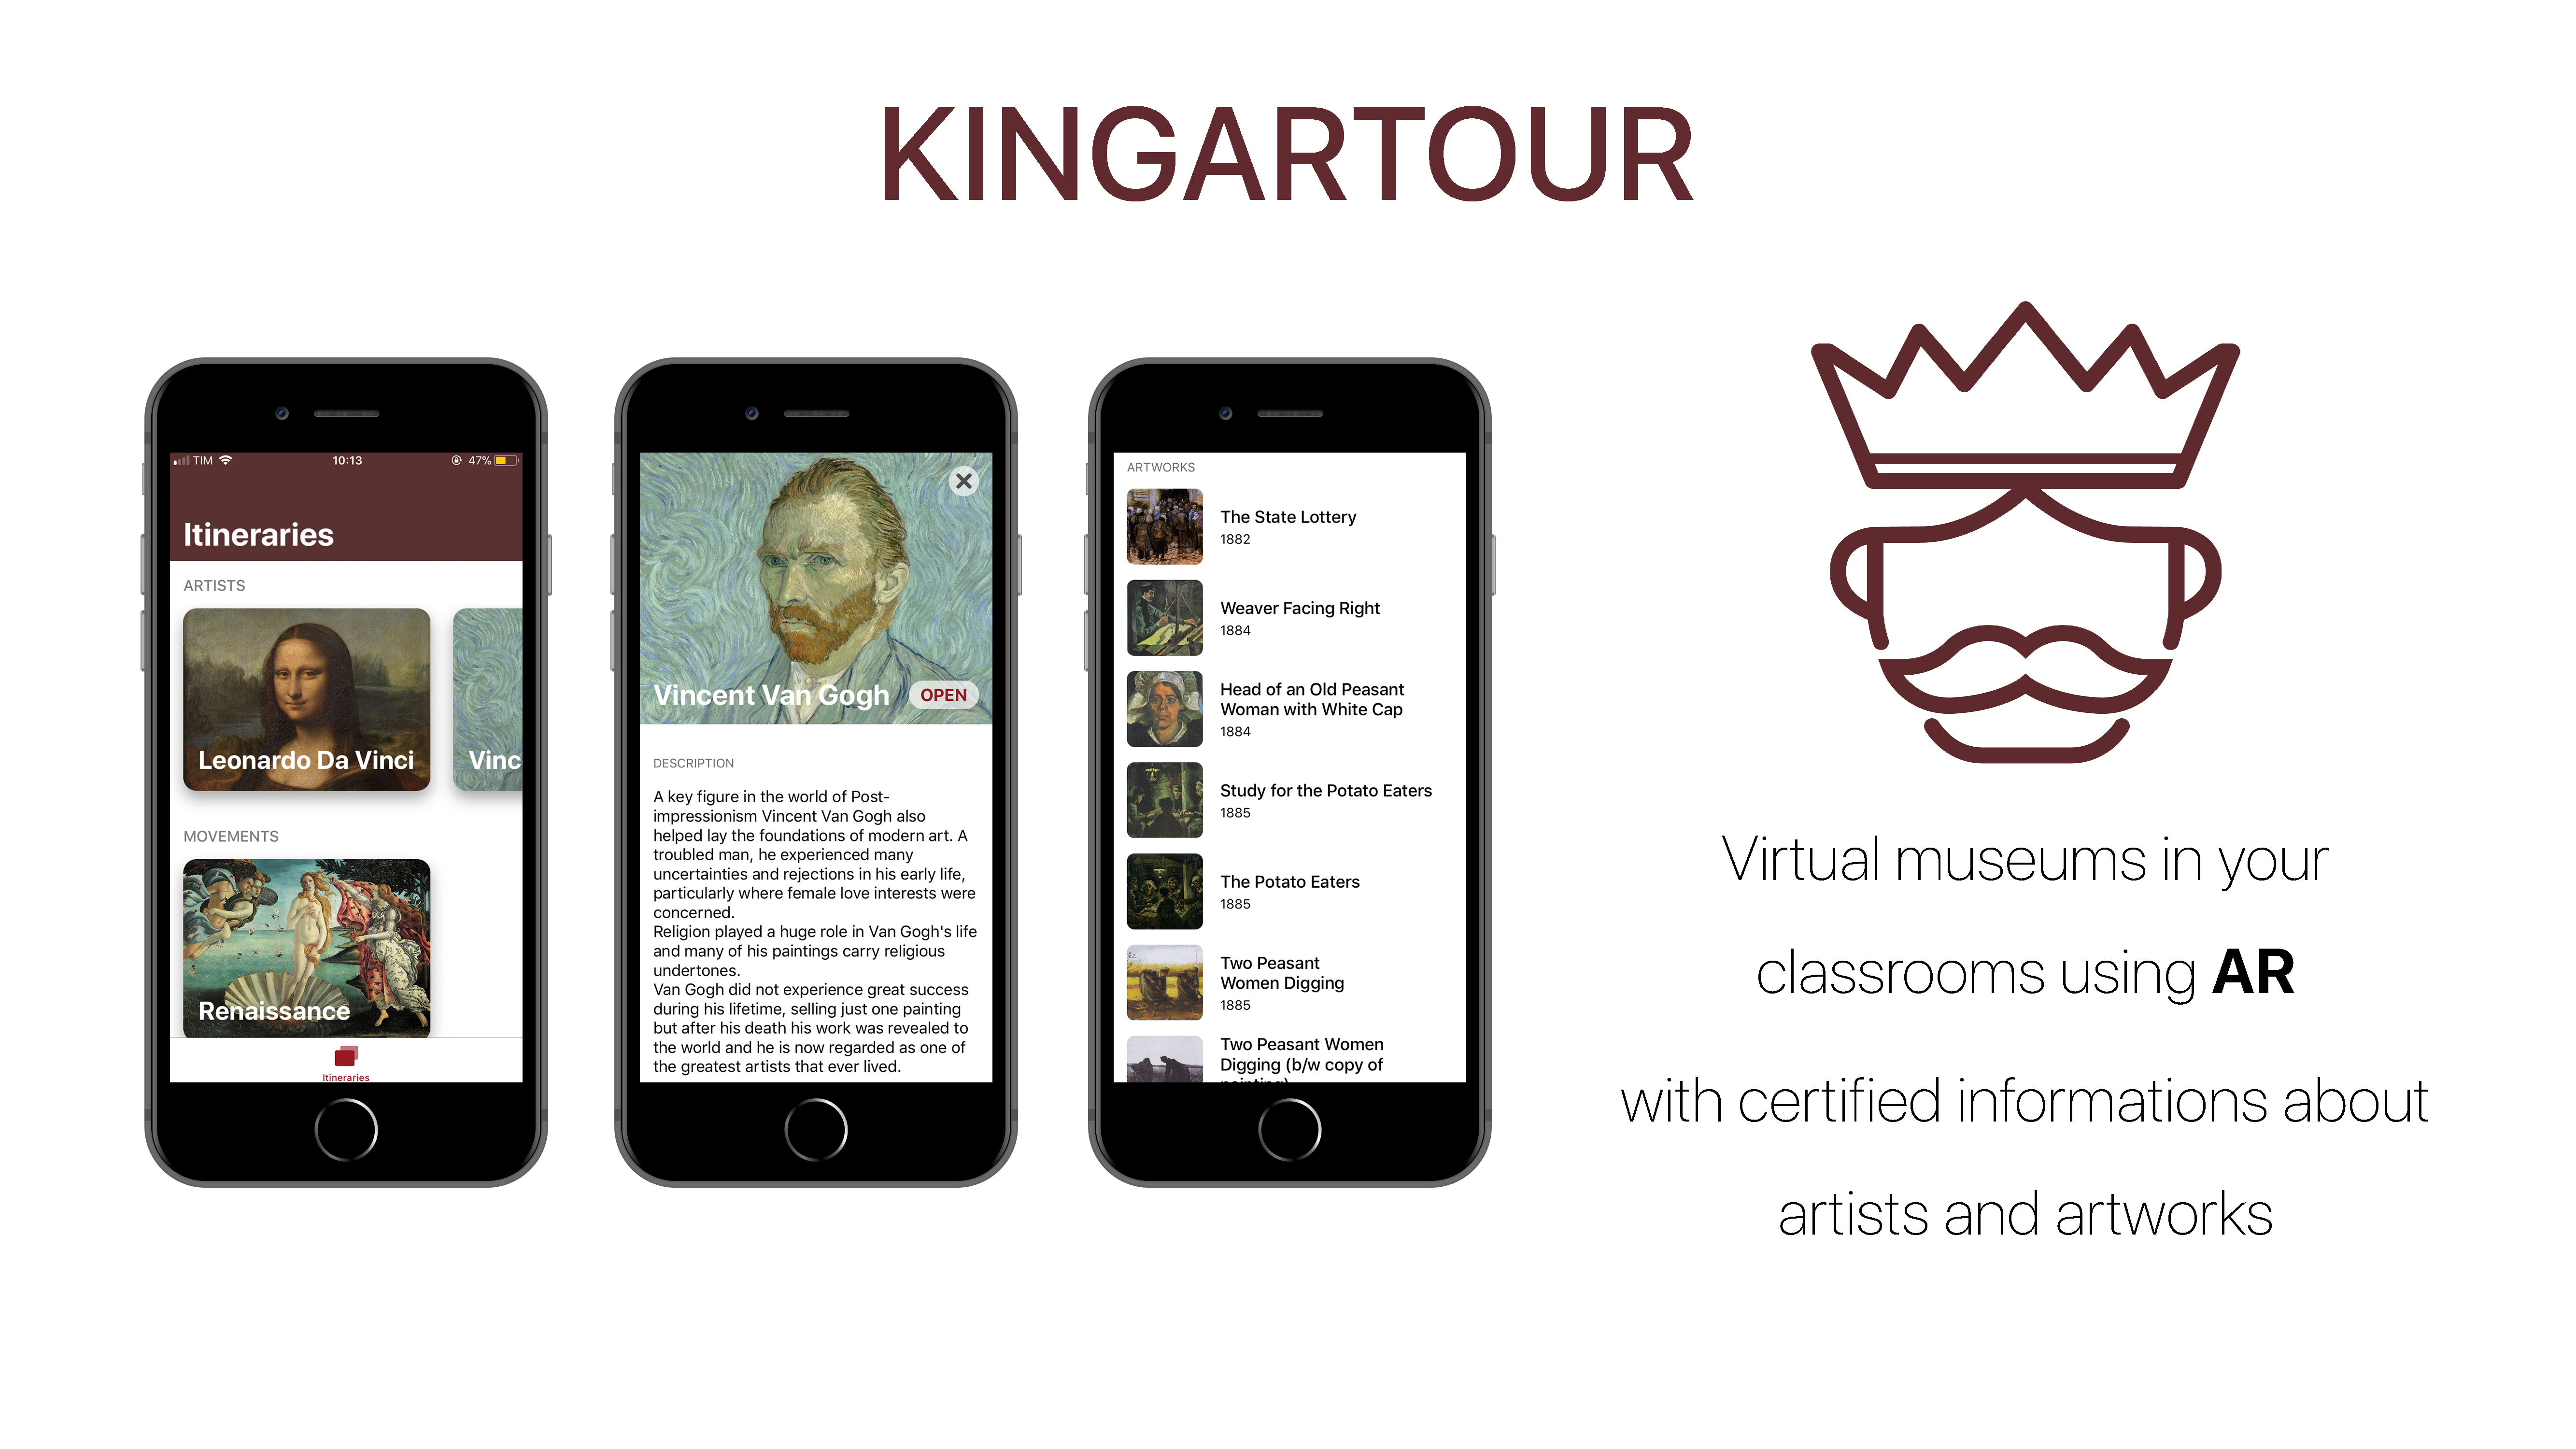 KINGARTOUR
TIM
10:13
47%
Itineraries
ARTISTS
Leonardo Da Vinci
Vinc
MOVEMENTS
Renaissance
Itineraries
Vincent Van Gogh
OPEN
DESCRIPTION
A key figure in the world of Post-
impressionism Vincent Van Gogh also
helped lay the foundations of modern art. A
troubled man, he experienced many
uncertainties and rejections in his early life,
particularly where female love interests were
concerned.
Religion played a huge role in Van Gogh's life
and many of his paintings carry religious
undertones.
Van Gogh did not experience great success
during his lifetime, selling just one painting
but after his death his work was revealed to
the world and he is now regarded as one of
the greatest artists that ever lived.
ARTWORKS
The State Lottery
1882
Weaver Facing Right
1884
Head of an Old Peasant
Woman with White Cap
1884
Study for the Potato Eaters
1885
The Potato Eaters
1885
Two Peasant
Women Digging
1885
Two Peasant Women
Digging (b/w copy of
painting)
Virtual museums in your
classrooms using AR
with certified informations about
artists and artworks